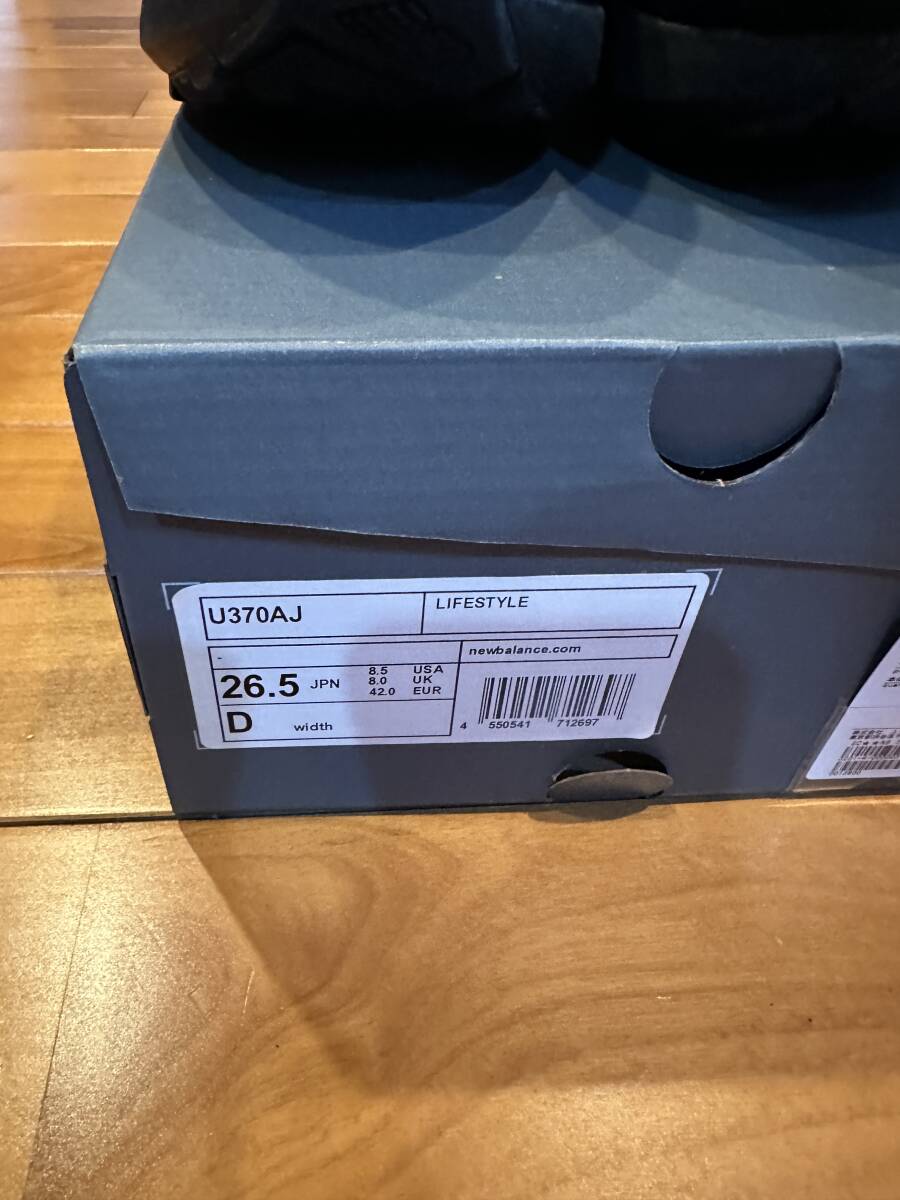 U370AJ
LIFESTYLE
-
newbalance.com
26.5 JPN
8.5 USA
8.0 UK
42.0 EUR
D width
4 550541 712697